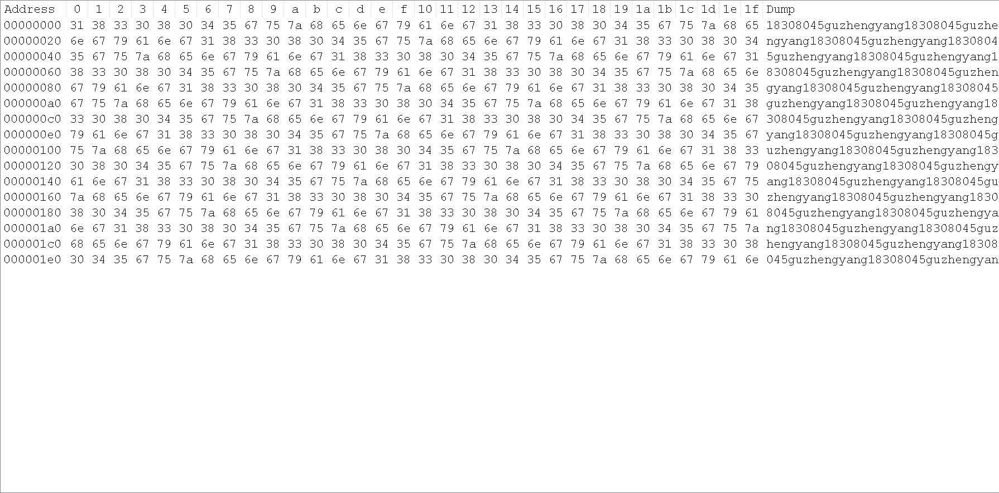 Address 0 1 2 3 4 5 6 7 8 9 a b c d e f 10 11 12 13 14 15 16 17 18 19 1a 1b 1c 1d 1e 1f Dump
00000000 31 38 33 30 38 30 34 35 67 75 7a 68 65 6e 67 79 61 6e 67 31 38 33 30 38 30 34 35 67 75 7a 68 65 18308045guzhengyang18308045guzhe
00000020 6e 67 79 61 6e 67 31 38 33 30 38 30 34 35 67 75 7a 68 65 6e 67 79 61 6e 67 31 38 33 30 38 30 34 ngyang18308045guzhengyang1830804
00000040 35 67 75 7a 68 65 6e 67 79 61 6e 67 31 38 33 30 38 30 34 35 67 75 7a 68 65 6e 67 79 61 6e 67 31 5guzhengyang18308045guzhengyang1
00000060 38 33 30 38 30 34 35 67 75 7a 68 65 6e 67 79 61 6e 67 31 38 33 30 38 30 34 35 67 75 7a 68 65 6e 8308045guzhengyang18308045guzhen
00000080 67 79 61 6e 67 31 38 33 30 38 30 34 35 67 75 7a 68 65 6e 67 79 61 6e 67 31 38 33 30 38 30 34 35 gyang18308045guzhengyang18308045
000000a0 67 75 7a 68 65 6e 67 79 61 6e 67 31 38 33 30 38 30 34 35 67 75 7a 68 65 6e 67 79 61 6e 67 31 38 guzhengyang18308045guzhengyang18
000000c0 33 30 38 30 34 35 67 75 7a 68 65 6e 67 79 61 6e 67 31 38 33 30 38 30 34 35 67 75 7a 68 65 6e 67 308045guzhengyang18308045guzheng
000000e0 79 61 6e 67 31 38 33 30 38 30 34 35 67 75 7a 68 65 6e 67 79 61 6e 67 31 38 33 30 38 30 34 35 67 yang18308045guzhengyang18308045g
00000100 75 7a 68 65 6e 67 79 61 6e 67 31 38 33 30 38 30 34 35 67 75 7a 68 65 6e 67 79 61 6e 67 31 38 33 uzhengyang18308045guzhengyang183
00000120 30 38 30 34 35 67 75 7a 68 65 6e 67 79 61 6e 67 31 38 33 30 38 30 34 35 67 75 7a 68 65 6e 67 79 08045guzhengyang18308045guzhengy
00000140 61 6e 67 31 38 33 30 38 30 34 35 67 75 7a 68 65 6e 67 79 61 6e 67 31 38 33 30 38 30 34 35 67 75 ang18308045guzhengyang18308045gu
00000160 7a 68 65 6e 67 79 61 6e 67 31 38 33 30 38 30 34 35 67 75 7a 68 65 6e 67 79 61 6e 67 31 38 33 30 zhengyang18308045guzhengyang1830
00000180 38 30 34 35 67 75 7a 68 65 6e 67 79 61 6e 67 31 38 33 30 38 30 34 35 67 75 7a 68 65 6e 67 79 61 8045guzhengyang18308045guzhengya
000001a0 6e 67 31 38 33 30 38 30 34 35 67 75 7a 68 65 6e 67 79 61 6e 67 31 38 33 30 38 30 34 35 67 75 7a ng18308045guzhengyang18308045guz
000001c0 68 65 6e 67 79 61 6e 67 31 38 33 30 38 30 34 35 67 75 7a 68 65 6e 67 79 61 6e 67 31 38 33 30 38 hengyang18308045guzhengyang18308
000001e0 30 34 35 67 75 7a 68 65 6e 67 79 61 6e 67 31 38 33 30 38 30 34 35 67 75 7a 68 65 6e 67 79 61 6e 045guzhengyang18308045guzhengyan